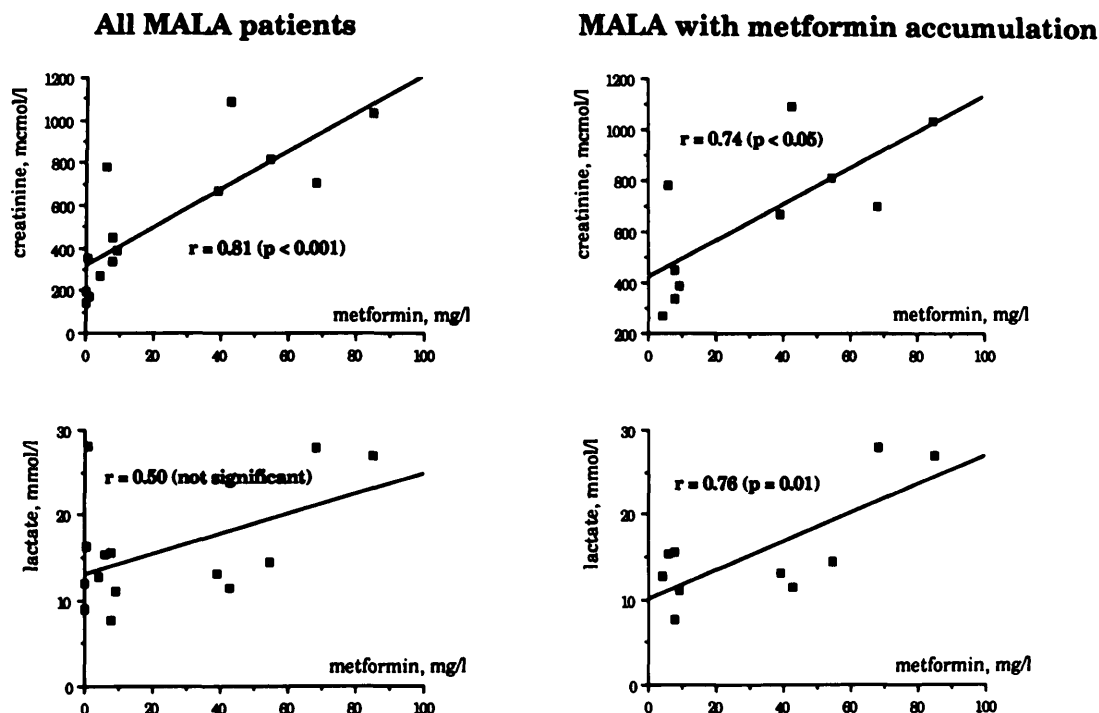 All MALA patients
MALA with metformin accumulation
creatinine, mcmol/l
1200
1000
800
600
400
200
0
r = 0.81 (p < 0.001)
metformin, mg/l
0 20 40 60 80 100
creatinine, mcmol/l
1200
1000
800
600
400
200
r = 0.74 (p < 0.05)
metformin, mg/l
0 20 40 60 80 100
lactate, mmol/l
30
20
10
0
r = 0.50 (not significant)
metformin, mg/l
0 20 40 60 80 100
lactate, mmol/l
30
20
10
0
r = 0.76 (p = 0.01)
metformin, mg/l
0 20 40 60 80 100